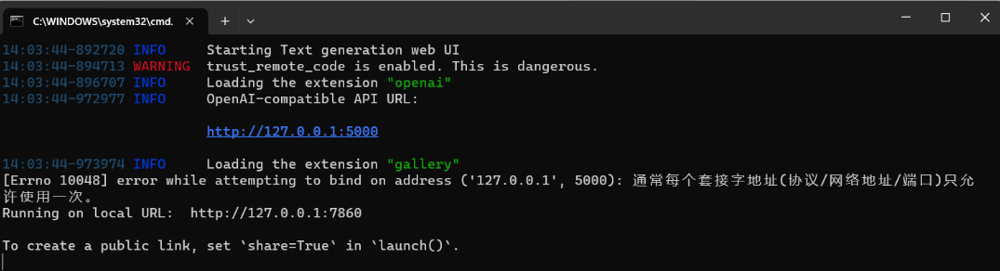 C:\WINDOWS\system32\cmd.
14:03:44-892720 INFO     Starting Text generation web UI
14:03:44-894713 WARNING  trust_remote_code is enabled. This is dangerous.
14:03:44-896707 INFO     Loading the extension "openai"
14:03:44-972977 INFO     OpenAI-compatible API URL:
http://127.0.0.1:5000
14:03:44-973974 INFO     Loading the extension "gallery"
[Errno 10048] error while attempting to bind on address ('127.0.0.1', 5000): 通常每个套接字地址(协议/网络地址/端口)只允
许使用一次。
Running on local URL:  http://127.0.0.1:7860
To create a public link, set `share=True` in `launch()`.